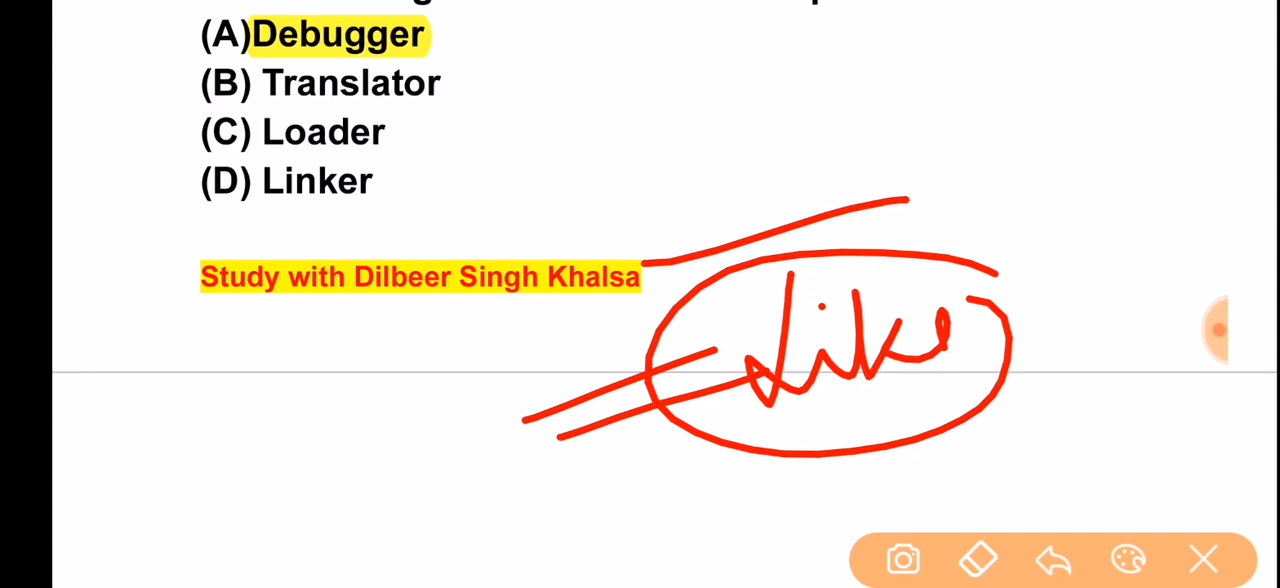 (A)Debugger
(B) Translator
(C) Loader
(D) Linker
Study with Dilbeer Singh Khalsa
Like